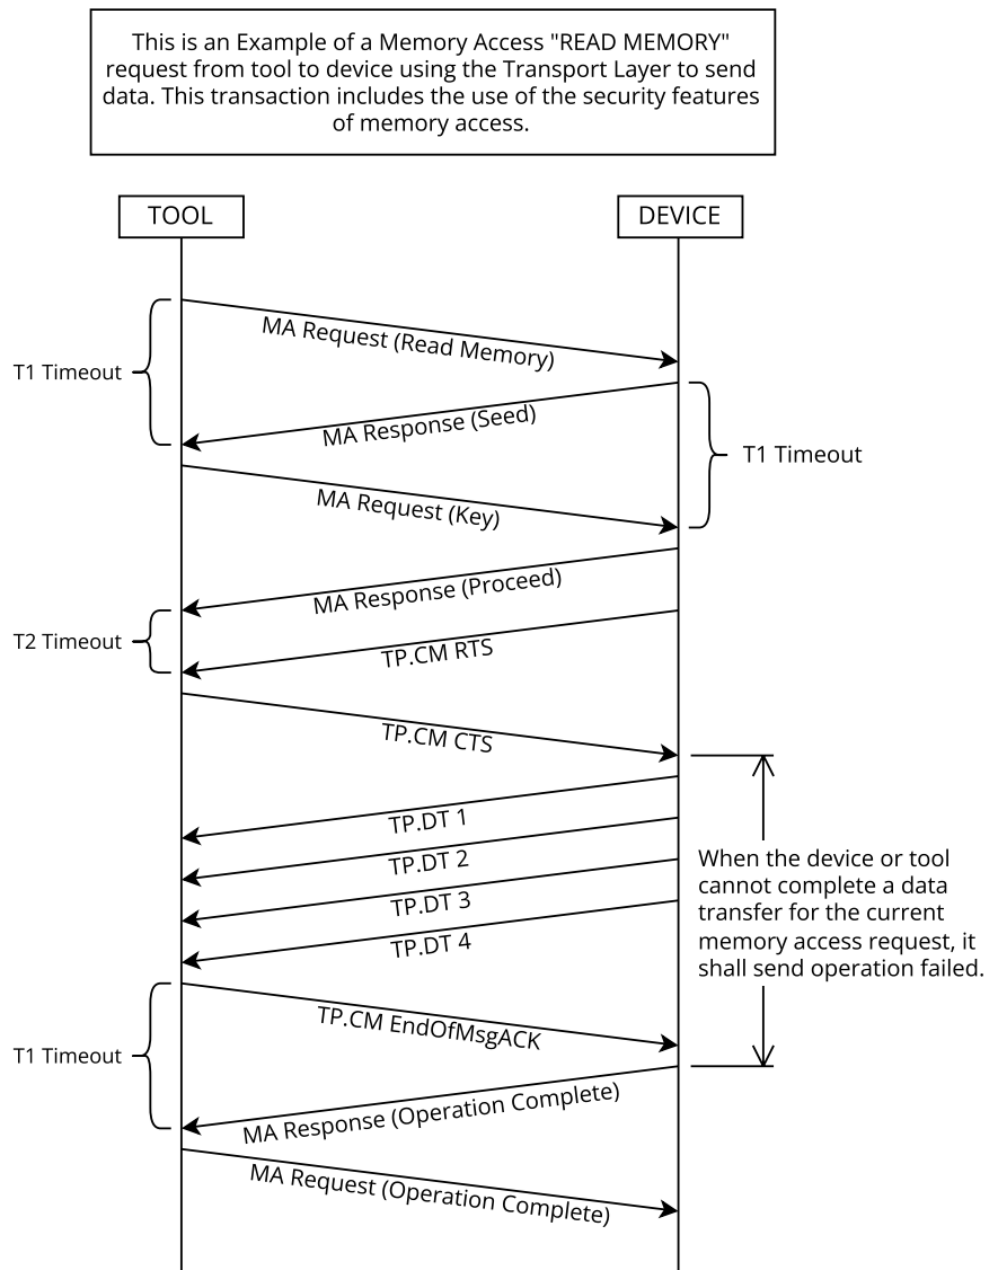 This is an Example of a Memory Access "READ MEMORY"
request from tool to device using the Transport Layer to send
data. This transaction includes the use of the security features
of memory access.
TOOL
DEVICE
MA Request (Read Memory)
T1 Timeout
MA Response (Seed)
T1 Timeout
MA Request (Key)
MA Response (Proceed)
T2 Timeout
TP.CM RTS
TP.CM CTS
TP.DT 1
TP.DT 2
TP.DT 3
TP.DT 4
When the device or tool
cannot complete a data
transfer for the current
memory access request, it
shall send operation failed.
TP.CM EndOfMsgACK
T1 Timeout
MA Response (Operation Complete)
MA Request (Operation Complete)